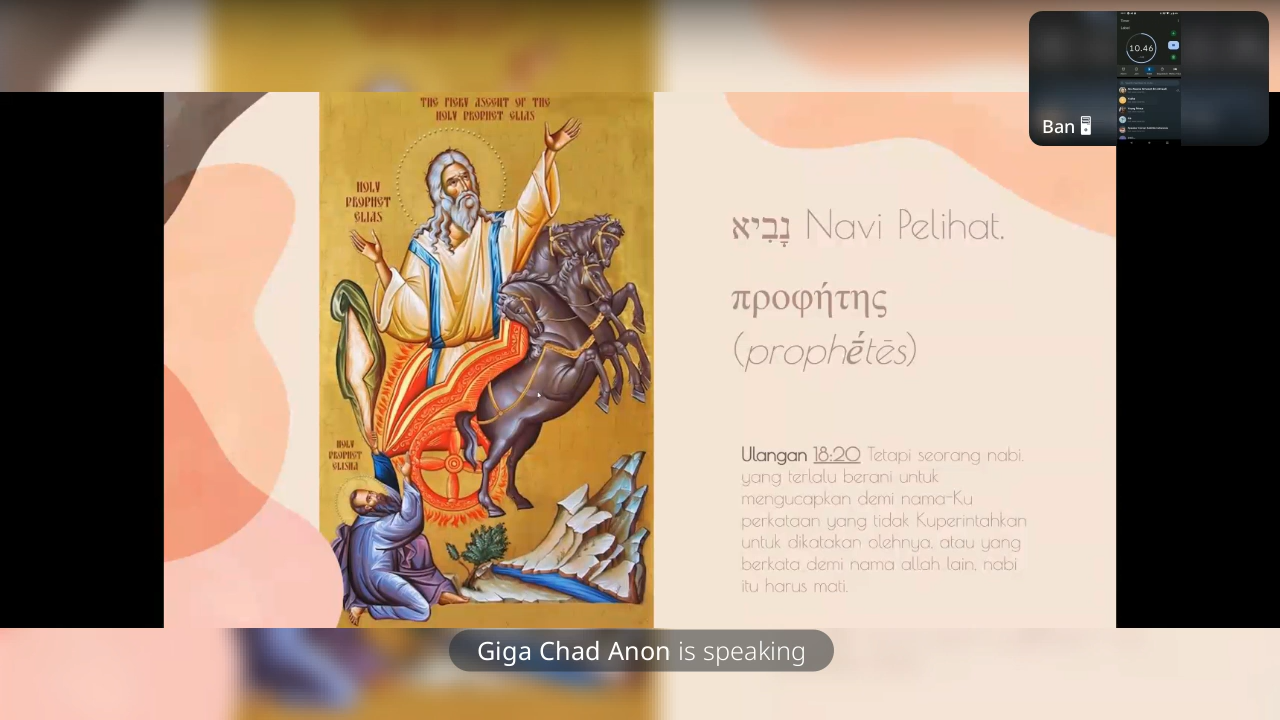 THE FIERY ASCENT OF THE
HOLY PROPHET ELIAS
HOLY
PROPHET
ELIAS
HOLY
PROPHET
ELISHA
נָבִיא Navi Pelihat.
προφήτης
(prophḗtēs)
Ulangan 18:20 Tetapi seorang nabi,
yang terlalu berani untuk
mengucapkan demi nama-Ku
perkataan yang tidak Kuperintahkan
untuk dikatakan olehnya, atau yang
berkata demi nama allah lain, nabi
itu harus mati.
10.46
Ban
Giga Chad Anon is speaking